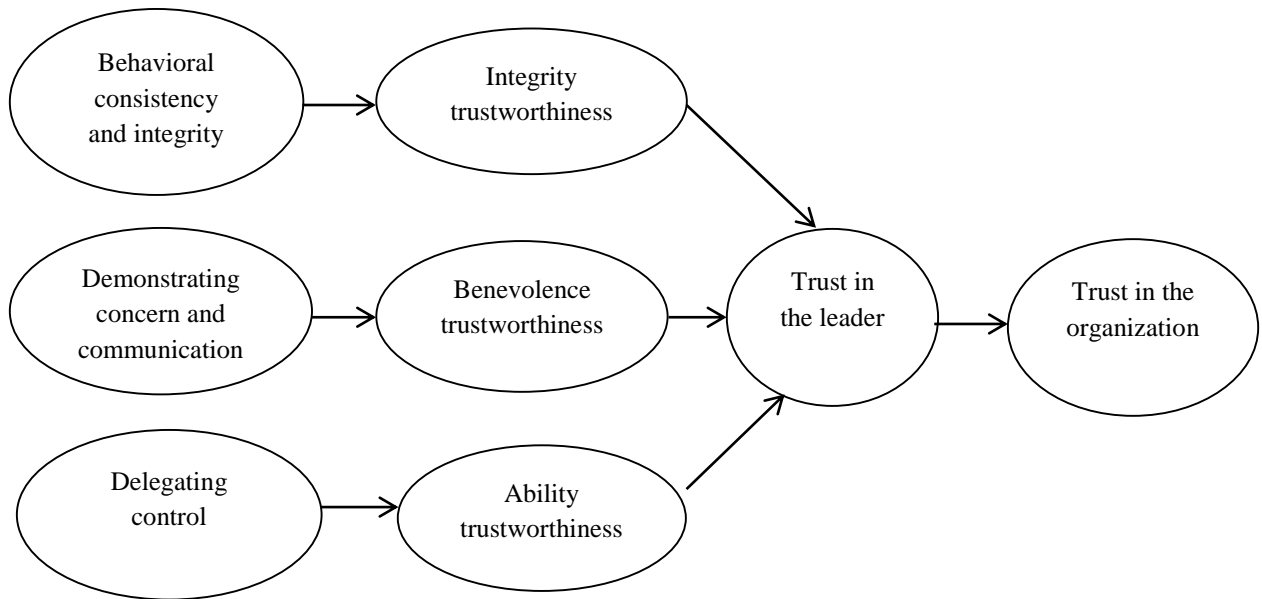 Behavioral
consistency
and integrity
Integrity
trustworthiness
Demonstrating
concern and
communication
Benevolence
trustworthiness
Trust in
the leader
Trust in the
organization
Delegating
control
Ability
trustworthiness